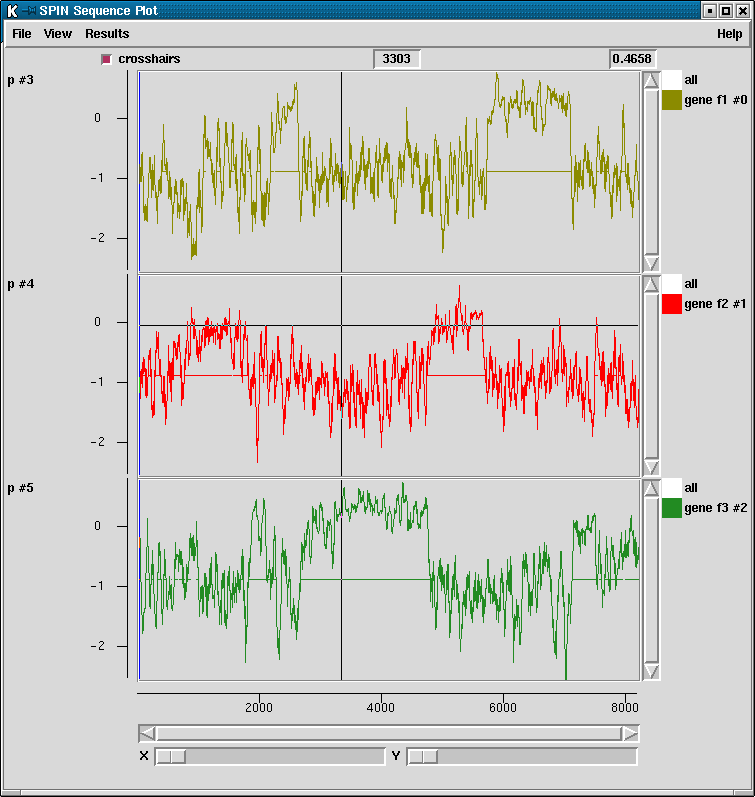 K SPIN Sequence Plot
File View Results Help
crosshairs 3303 0.4658
p #3
all
gene f1 #0
0
-1
-2
p #4
all
gene f2 #1
0
-1
-2
p #5
all
gene f3 #2
0
-1
-2
2000 4000 6000 8000
X Y